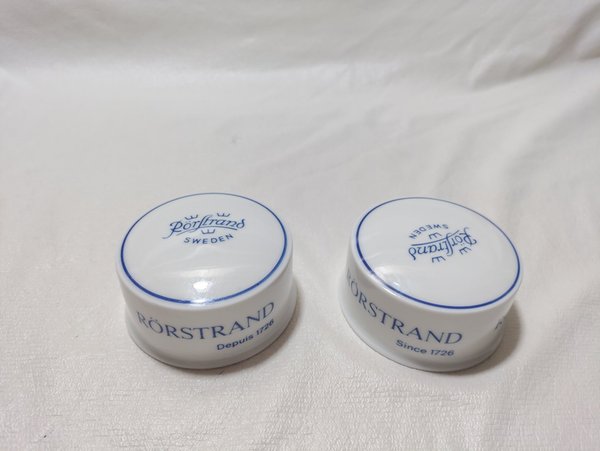 Rörstrand
SWEDEN
RÖRSTRAND
Depuis 1726
Rörstrand
SWEDEN
RÖRSTRAND
Since 1726